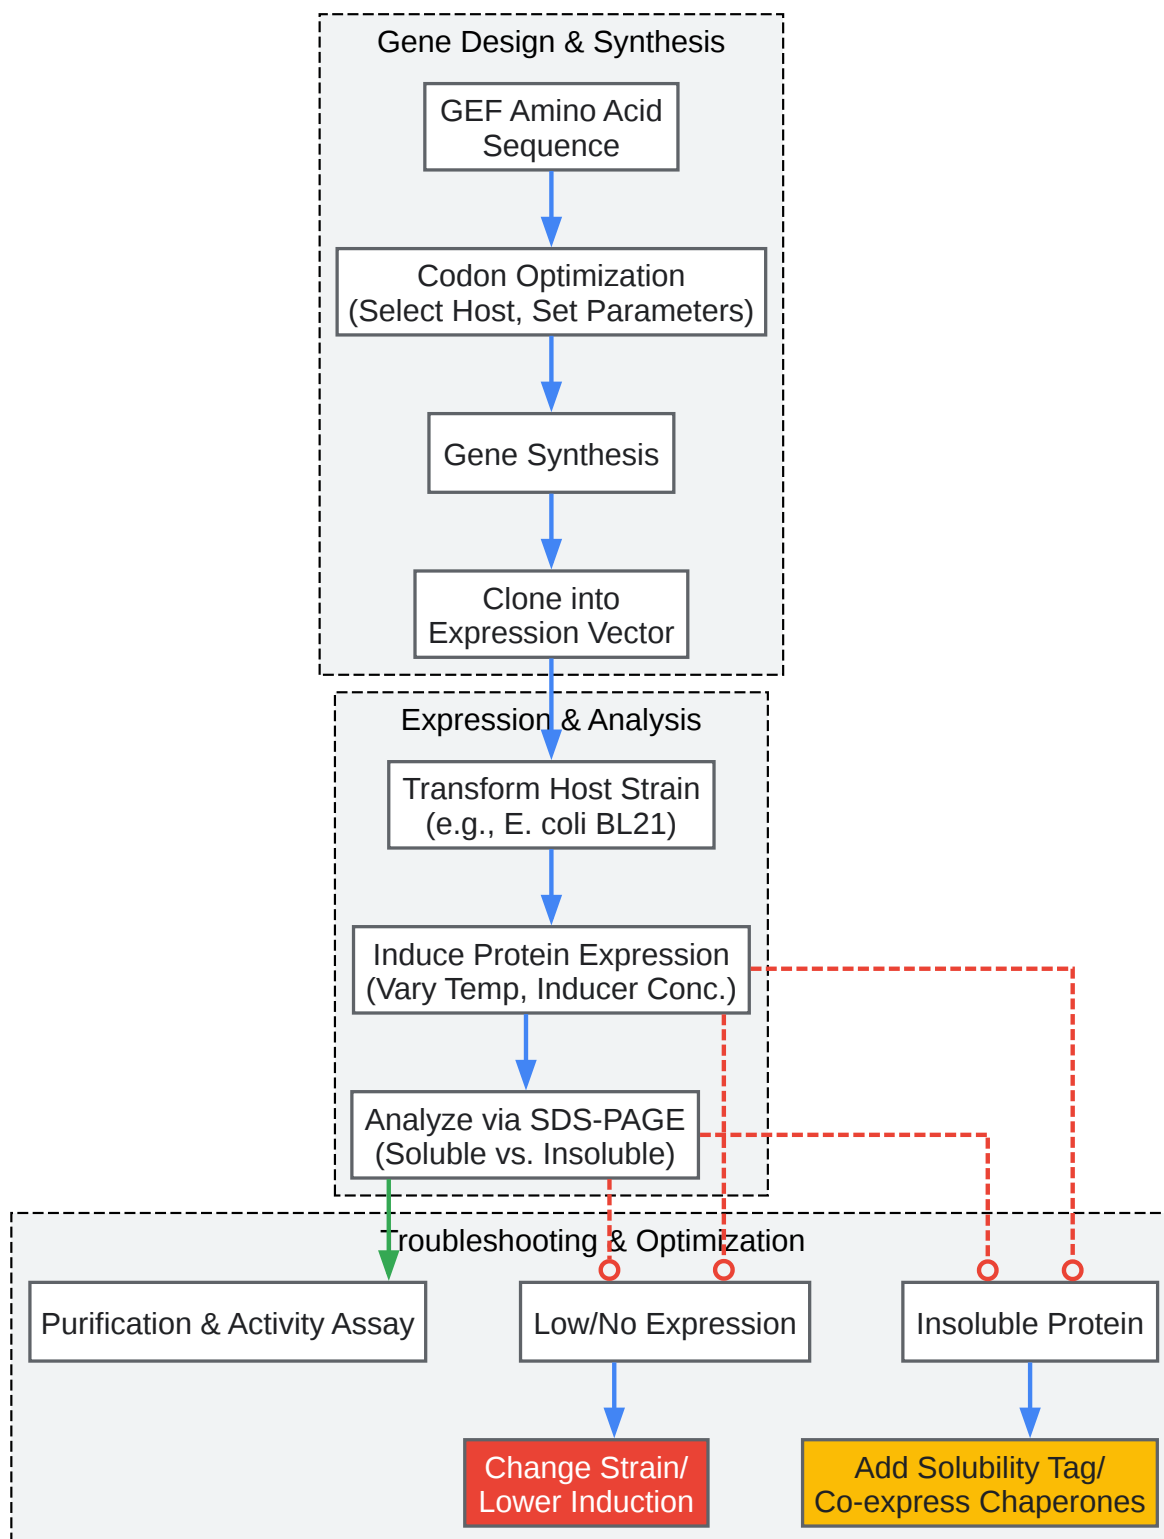 Gene Design & Synthesis
GEF Amino Acid
Sequence
Codon Optimization
(Select Host, Set Parameters)
Gene Synthesis
Clone into
Expression Vector
Expression & Analysis
Transform Host Strain
(e.g., E. coli BL21)
Induce Protein Expression
(Vary Temp, Inducer Conc.)
Analyze via SDS-PAGE
(Soluble vs. Insoluble)
Troubleshooting & Optimization
Purification & Activity Assay
Low/No Expression
Insoluble Protein
Change Strain/
Lower Induction
Add Solubility Tag/
Co-express Chaperones